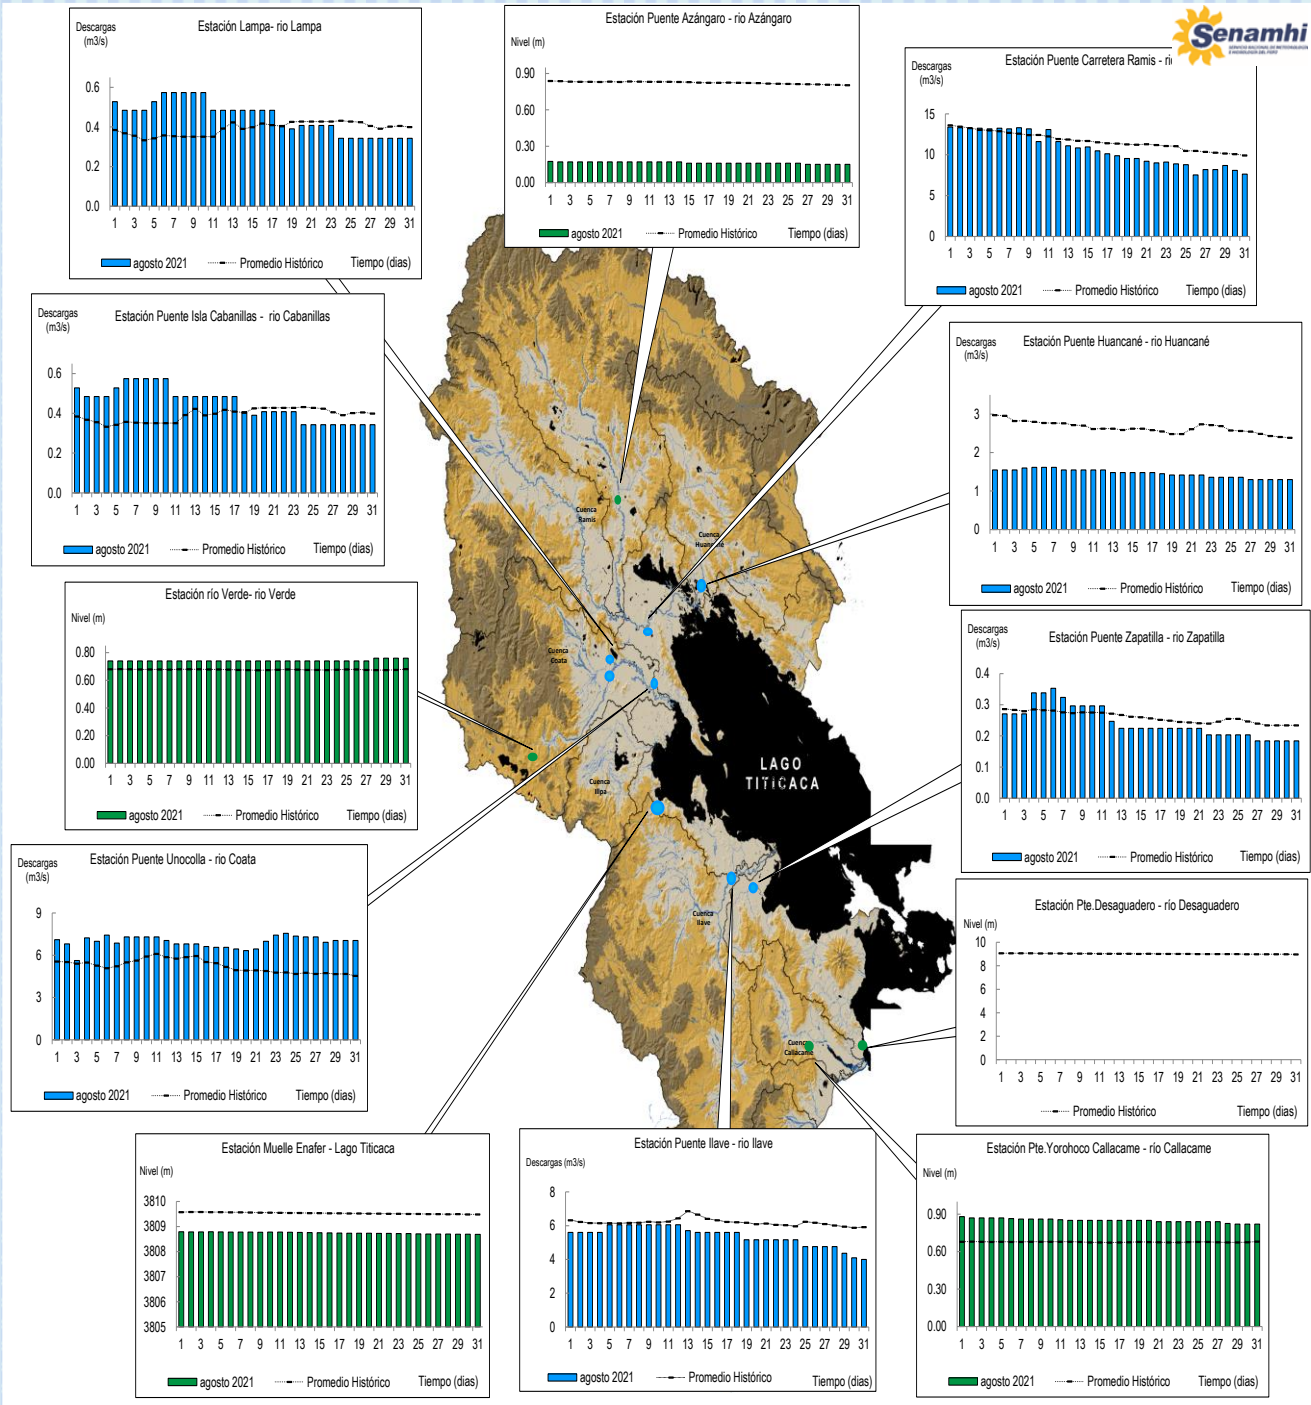 Senamhi
SERVICIO NACIONAL DE METEOROLOGÍA
E HIDROLOGÍA DEL PERÚ
Descargas
(m3/s)
Estación Lampa- rio Lampa
0.6
0.4
0.2
0.0
1 3 5 7 9 11 13 15 17 19 21 23 25 27 29 31
agosto 2021 Promedio Histórico Tiempo (dias)
Estación Puente Azángaro - rio Azángaro
Nivel (m)
0.90
0.60
0.30
0.00
1 3 5 7 9 11 13 15 17 19 21 23 25 27 29 31
agosto 2021 Promedio Histórico Tiempo (dias)
Descargas
(m3/s)
Estación Puente Carretera Ramis - ri
15
10
5
0
1 3 5 7 9 11 13 15 17 19 21 23 25 27 29 31
agosto 2021 Promedio Histórico Tiempo (dias)
Descargas
(m3/s)
Estación Puente Isla Cabanillas - rio Cabanillas
0.6
0.4
0.2
0.0
1 3 5 7 9 11 13 15 17 19 21 23 25 27 29 31
agosto 2021 Promedio Histórico Tiempo (dias)
Descargas
(m3/s)
Estación Puente Huancané - rio Huancané
3
2
1
0
1 3 5 7 9 11 13 15 17 19 21 23 25 27 29 31
agosto 2021 Promedio Histórico Tiempo (dias)
Estación río Verde- rio Verde
Nivel (m)
0.80
0.60
0.40
0.20
0.00
1 3 5 7 9 11 13 15 17 19 21 23 25 27 29 31
agosto 2021 Promedio Histórico Tiempo (dias)
Descargas
(m3/s)
Estación Puente Zapatilla - rio Zapatilla
0.4
0.3
0.2
0.1
0.0
1 3 5 7 9 11 13 15 17 19 21 23 25 27 29 31
agosto 2021 Promedio Histórico Tiempo (dias)
Cuenca
Ramis
Cuenca
Huancané
Cuenca
Coata
Cuenca
Illpa
LAGO
TITICACA
Cuenca
Ilave
Cuenca
Callacame
Descargas
(m3/s)
Estación Puente Unocolla - rio Coata
9
6
3
0
1 3 5 7 9 11 13 15 17 19 21 23 25 27 29 31
agosto 2021 Promedio Histórico Tiempo (dias)
Estación Pte.Desaguadero - río Desaguadero
Nivel (m)
10
8
6
4
2
0
1 3 5 7 9 11 13 15 17 19 21 23 25 27 29 31
Promedio Histórico Tiempo (dias)
Estación Muelle Enafer - Lago Titicaca
Nivel (m)
3810
3809
3808
3807
3806
3805
1 3 5 7 9 11 13 15 17 19 21 23 25 27 29 31
agosto 2021 Promedio Histórico Tiempo (dias)
Estación Puente Ilave - rio Ilave
Descargas (m3/s)
8
6
4
2
0
1 3 5 7 9 11 13 15 17 19 21 23 25 27 29 31
agosto 2021 Promedio Histórico Tiempo (dias)
Estación Pte.Yorohoco Callacame - río Callacame
Nivel (m)
0.90
0.60
0.30
0.00
1 3 5 7 9 11 13 15 17 19 21 23 25 27 29 31
agosto 2021 Promedio Histórico Tiempo (dias)